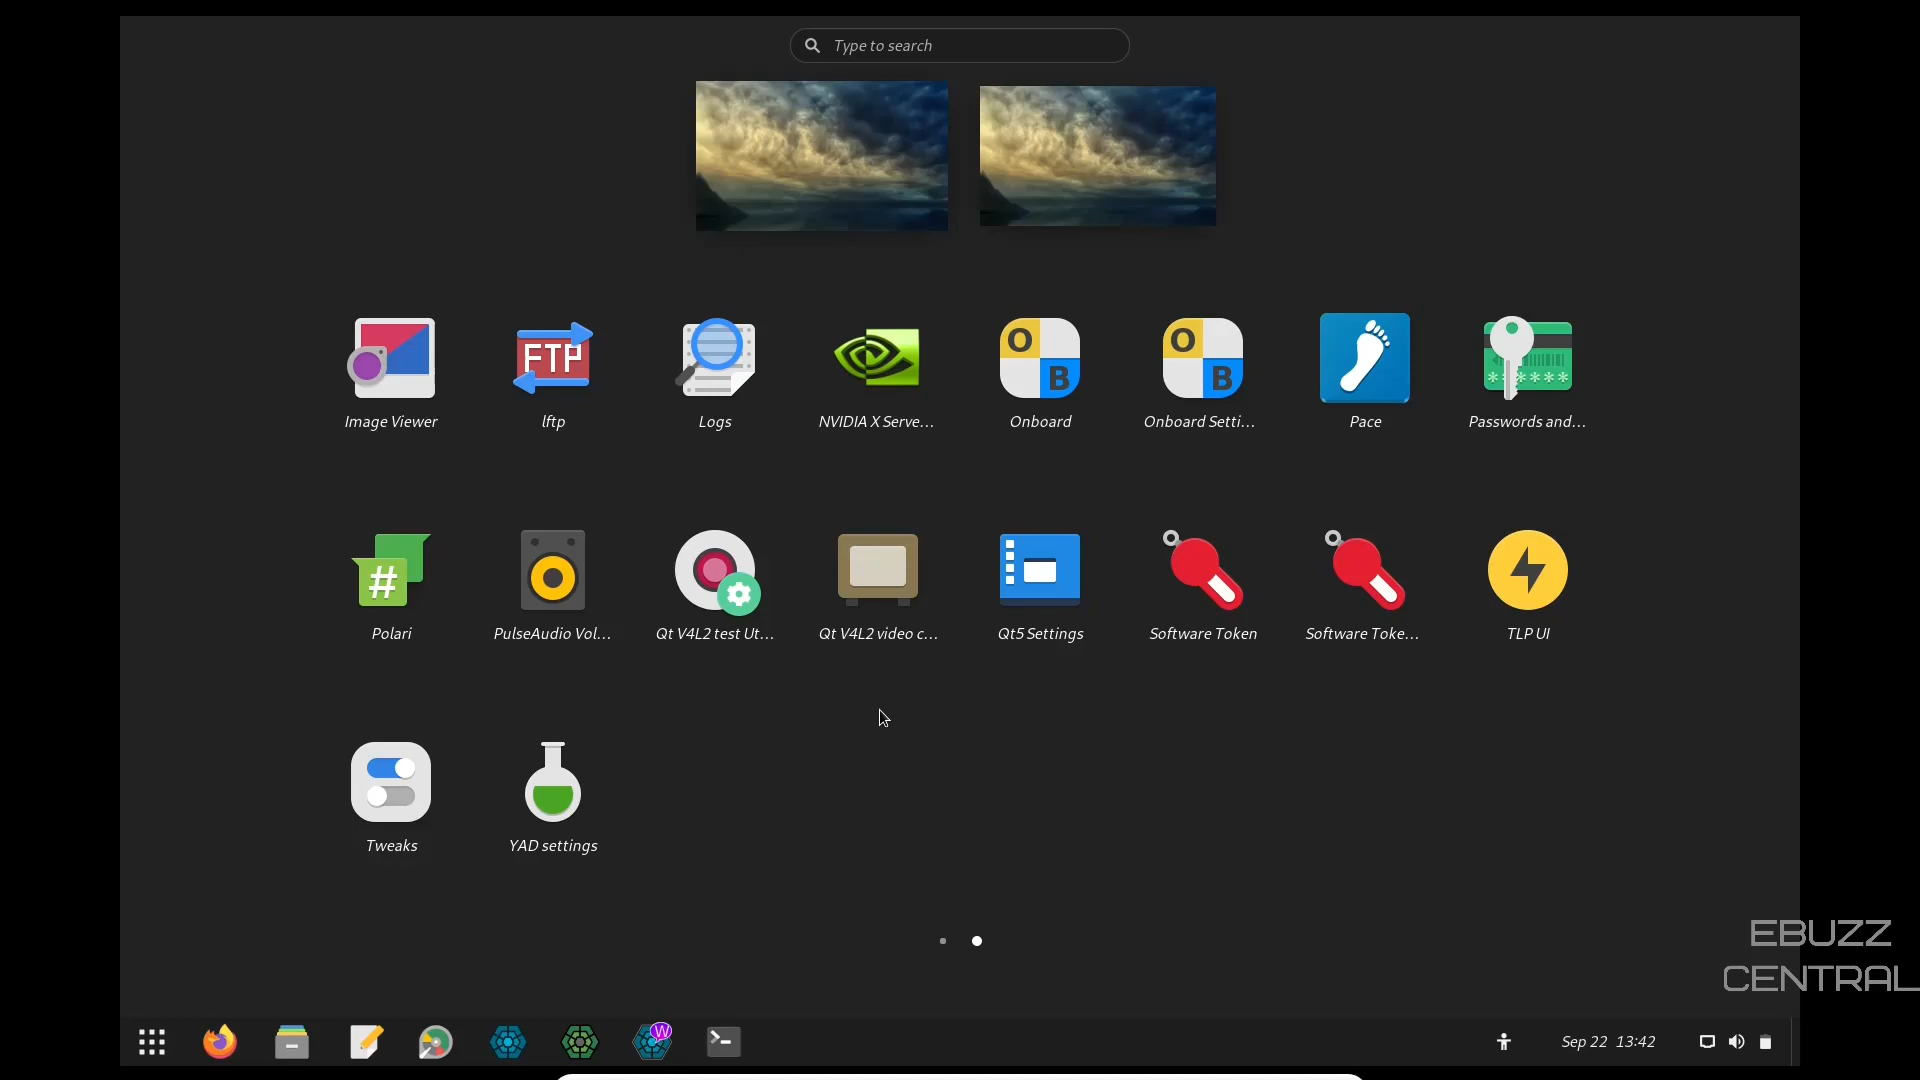 Type to search
Image Viewer
FTP
lftp
Logs
NVIDIA X Serve...
O
B
Onboard
O
B
Onboard Setti...
Pace
******
Passwords and...
#
Polari
PulseAudio Vol...
Qt V4L2 test Ut...
Qt V4L2 video c...
Qt5 Settings
Software Token
Software Toke...
TLP UI
Tweaks
YAD settings
EBUZZ
CENTRAL
W
>-
Sep 22 13:42